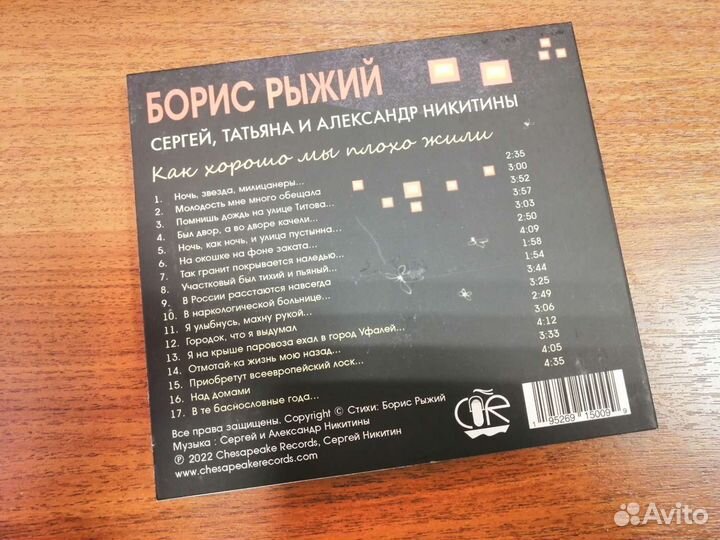 БОРИС РЫЖИЙ
СЕРГЕЙ, ТАТЬЯНА И АЛЕКСАНДР НИКИТИНЫ
Как хорошо мы плохо жили
1. Ночь, звезда, милицанеры... 2:35
2. Молодость мне много обещала 3:00
3. Помнишь дождь на улице Титова... 3:52
4. Был двор, а во дворе качели... 3:57
5. Ночь, как ночь, и улица пустынна... 3:03
6. На окошке на фоне заката... 2:50
7. Так гранит покрывается наледью... 4:09
8. Участковый был тихий и пьяный... 1:58
9. В России расстаются навсегда 1:54
10. В наркологической больнице... 3:44
11. Я улыбнусь, махну рукой... 3:25
12. Городок, что я выдумал 2:49
13. Я на крыше паровоза ехал в город Уфалей... 3:06
14. Отмотай-ка жизнь мою назад... 4:12
15. Приобретут всеевропейский лоск... 3:33
16. Над домами 4:05
17. В те баснословные года... 4:35
Все права защищены. Copyright © Стихи: Борис Рыжий
Музыка : Сергей и Александр Никитины
℗ 2022 Chesapeake Records, Сергей Никитин
www.chesapeakerecords.com
1 95269 15009 9
Avito